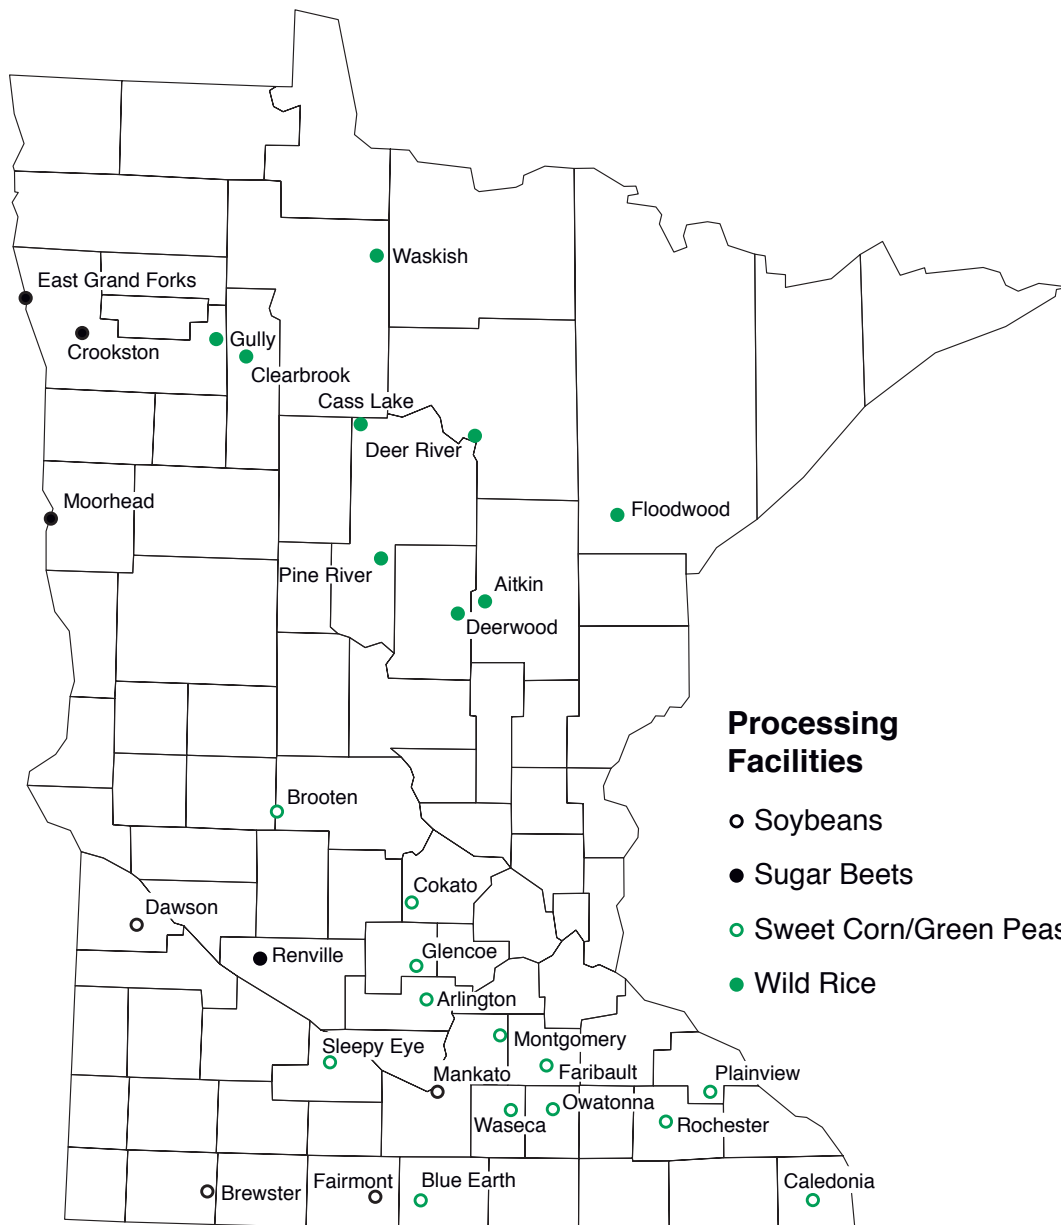 Waskish
East Grand Forks
Gully
Crookston
Clearbrook
Cass Lake
Deer River
Moorhead
Floodwood
Pine River
Aitkin
Deerwood
Processing
Facilities
Brooten
Soybeans
Cokato
Sugar Beets
Dawson
Sweet Corn/Green Peas
Renville
Glencoe
Wild Rice
Arlington
Montgomery
Sleepy Eye
Faribault
Mankato
Plainview
Owatonna
Waseca
Rochester
Fairmont
Blue Earth
Caledonia
Brewster